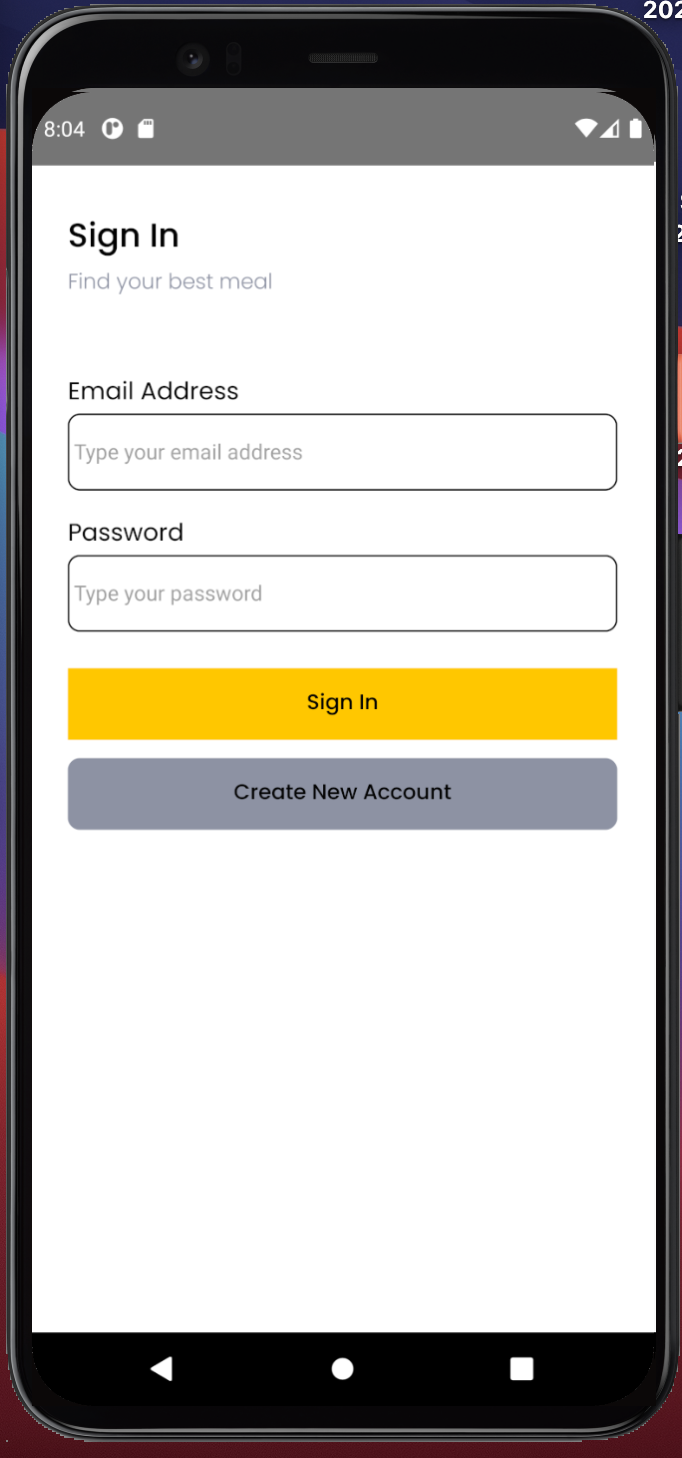 202
8:04
Sign In
Find your best meal
Email Address
Type your email address
Password
Type your password
Sign In
Create New Account